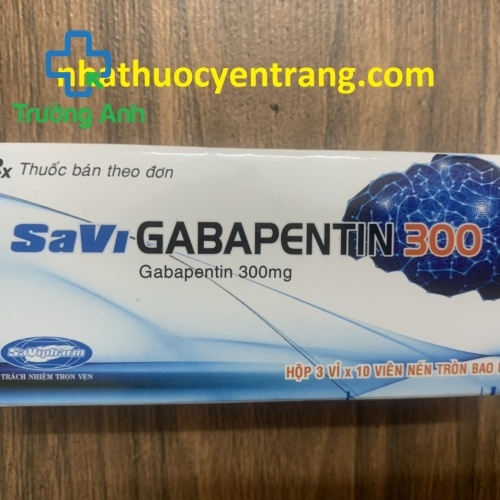 nhathuocyentrang.com
Trường Anh
Rx Thuốc bán theo đơn
SaVi GABAPENTIN 300
Gabapentin 300mg
SaVipharm
TRÁCH NHIỆM TRỌN VẸN
HỘP 3 VỈ x 10 VIÊN NÉN TRÒN BAO